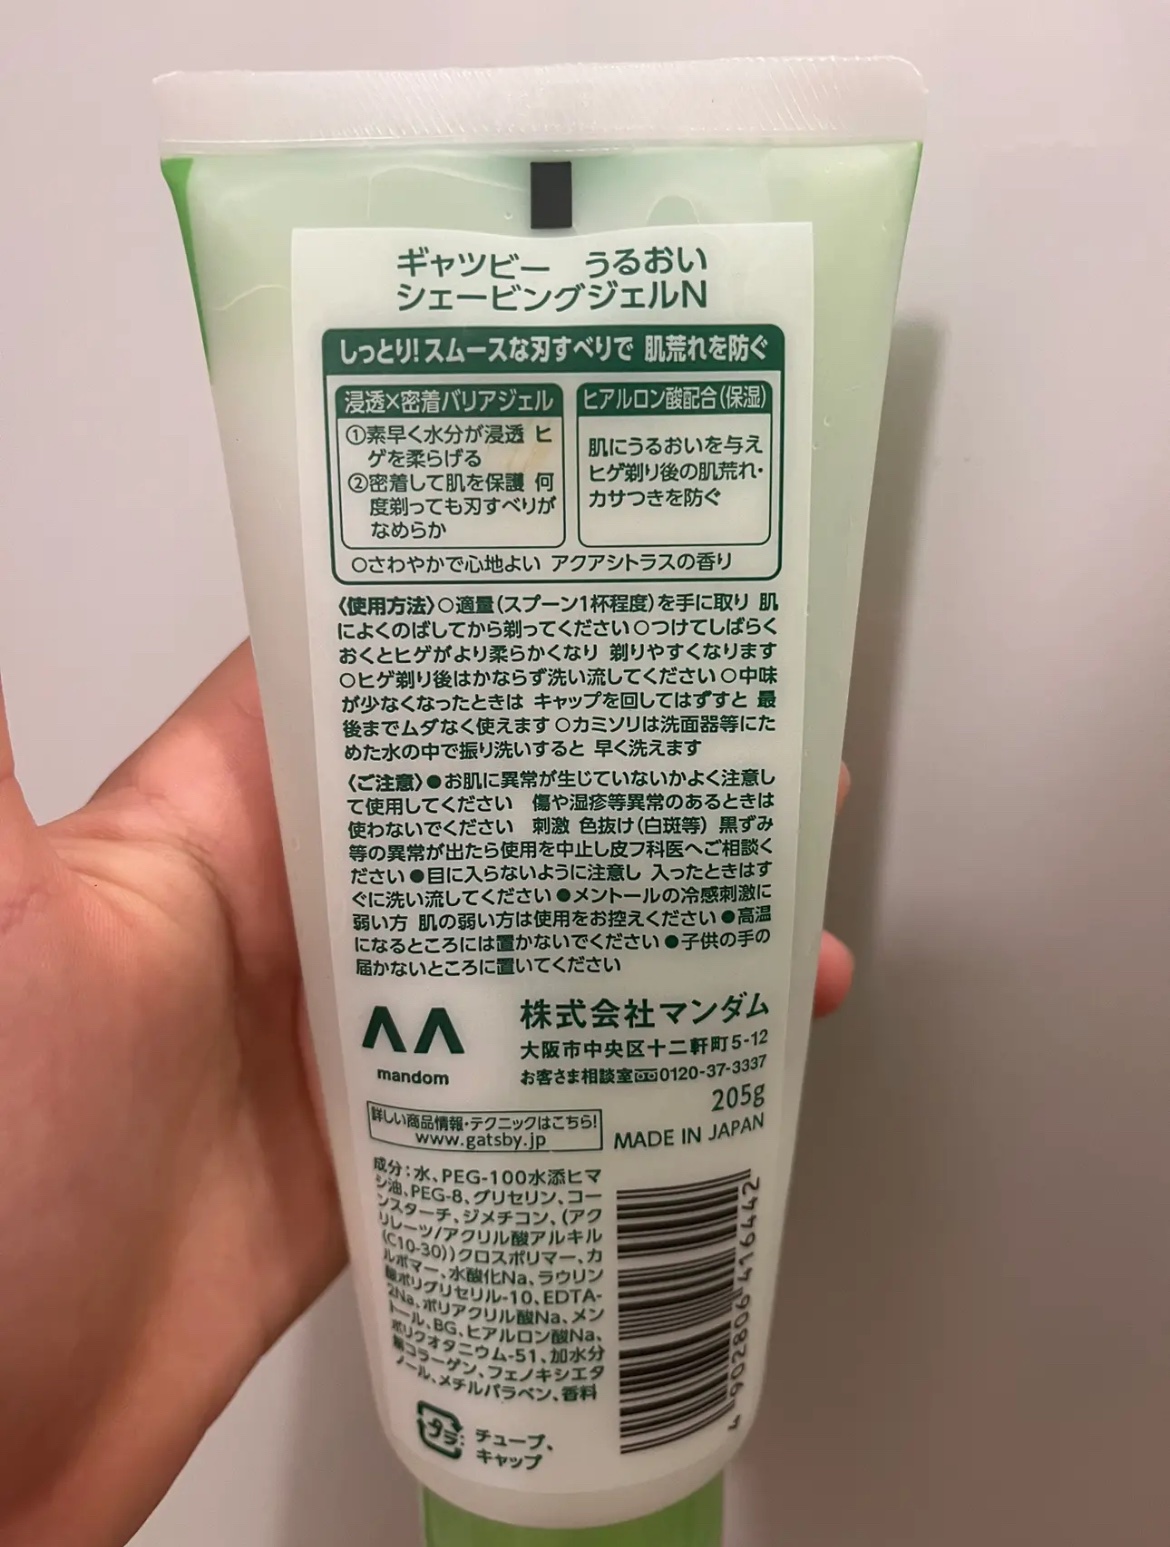 ギャツビー うるおい
シェービングジェルN
しっとり!スムースな刃すべりで 肌荒れを防ぐ
浸透×密着バリアジェル
①素早く水分が浸透 ヒ
ゲを柔らげる
②密着して肌を保護 何
度剃っても刃すべりが
なめらか
ヒアルロン酸配合(保湿)
肌にうるおいを与え
ヒゲ剃り後の肌荒れ・
カサつきを防ぐ
○さわやかで心地よい アクアシトラスの香り
〈使用方法〉○適量(スプーン1杯程度)を手に取り 肌
によくのばしてから剃ってください○つけてしばらく
おくとヒゲがより柔らかくなり 剃りやすくなります
○ヒゲ剃り後はかならず洗い流してください○中味
が少なくなったときは キャップを回してはずすと 最
後までムダなく使えます○カミソリは洗面器等にた
めた水の中で振り洗いすると 早く洗えます
〈ご注意〉●お肌に異常が生じていないかよく注意し
て使用してください 傷や湿疹等異常のあるときは
使わないでください 刺激 色抜け(白斑等) 黒ずみ
等の異常が出たら使用を中止し皮フ科医へご相談く
ださい●目に入らないように注意し 入ったときはす
ぐに洗い流してください●メントールの冷感刺激に
弱い方 肌の弱い方は使用をお控えください●高温
になるところには置かないでください●子供の手の
届かないところに置いてください
mandom
株式会社マンダム
大阪市中央区十二軒町5-12
お客さま相談室0120-37-3337
205g
MADE IN JAPAN
詳しい商品情報・テクニックはこちら!
www.gatsby.jp
成分:水、PEG-100水添ヒマ
シ油、PEG-8、グリセリン、コー
ンスターチ、ジメチコン、(アク
リレーツ/アクリル酸アルキル
(C10-30))クロスポリマー、カ
ルボマー、水酸化Na、ラウリン
酸ポリグリセリル-10、EDTA-
2Na、ポリアクリル酸Na、メン
トール、BG、ヒアルロン酸Na、
ポリクオタニウム-51、加水分
解コラーゲン、フェノキシエタ
ノール、メチルパラベン、香料
4902806416442
プラ
チューブ、
キャップ